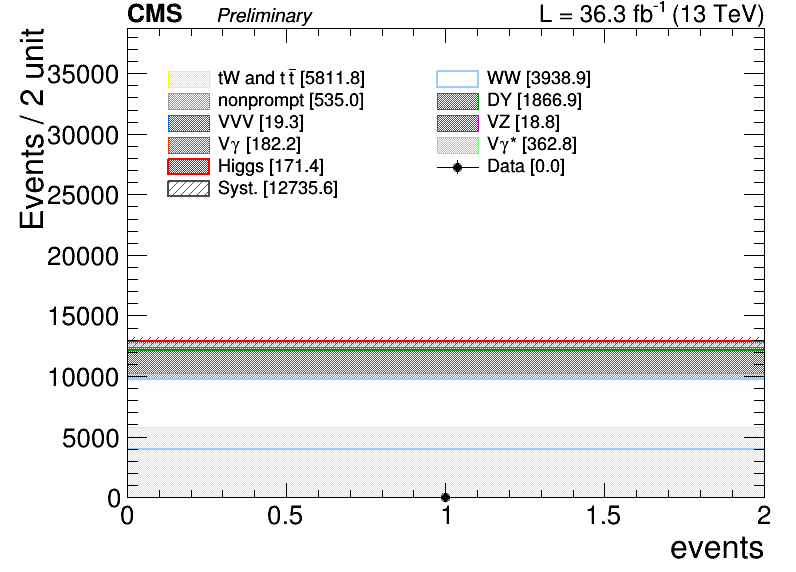 CMS Preliminary L = 36.3 fb⁻¹ (13 TeV)
Events / 2 unit
35000
30000
25000
20000
15000
10000
5000
0
tW and tt̅ [5811.8] WW [3938.9]
nonprompt [535.0] DY [1866.9]
VVV [19.3] VZ [18.8]
Vγ [182.2] Vγ* [362.8]
Higgs [171.4] Data [0.0]
Syst. [12735.6]
0 0.5 1 1.5 2
events